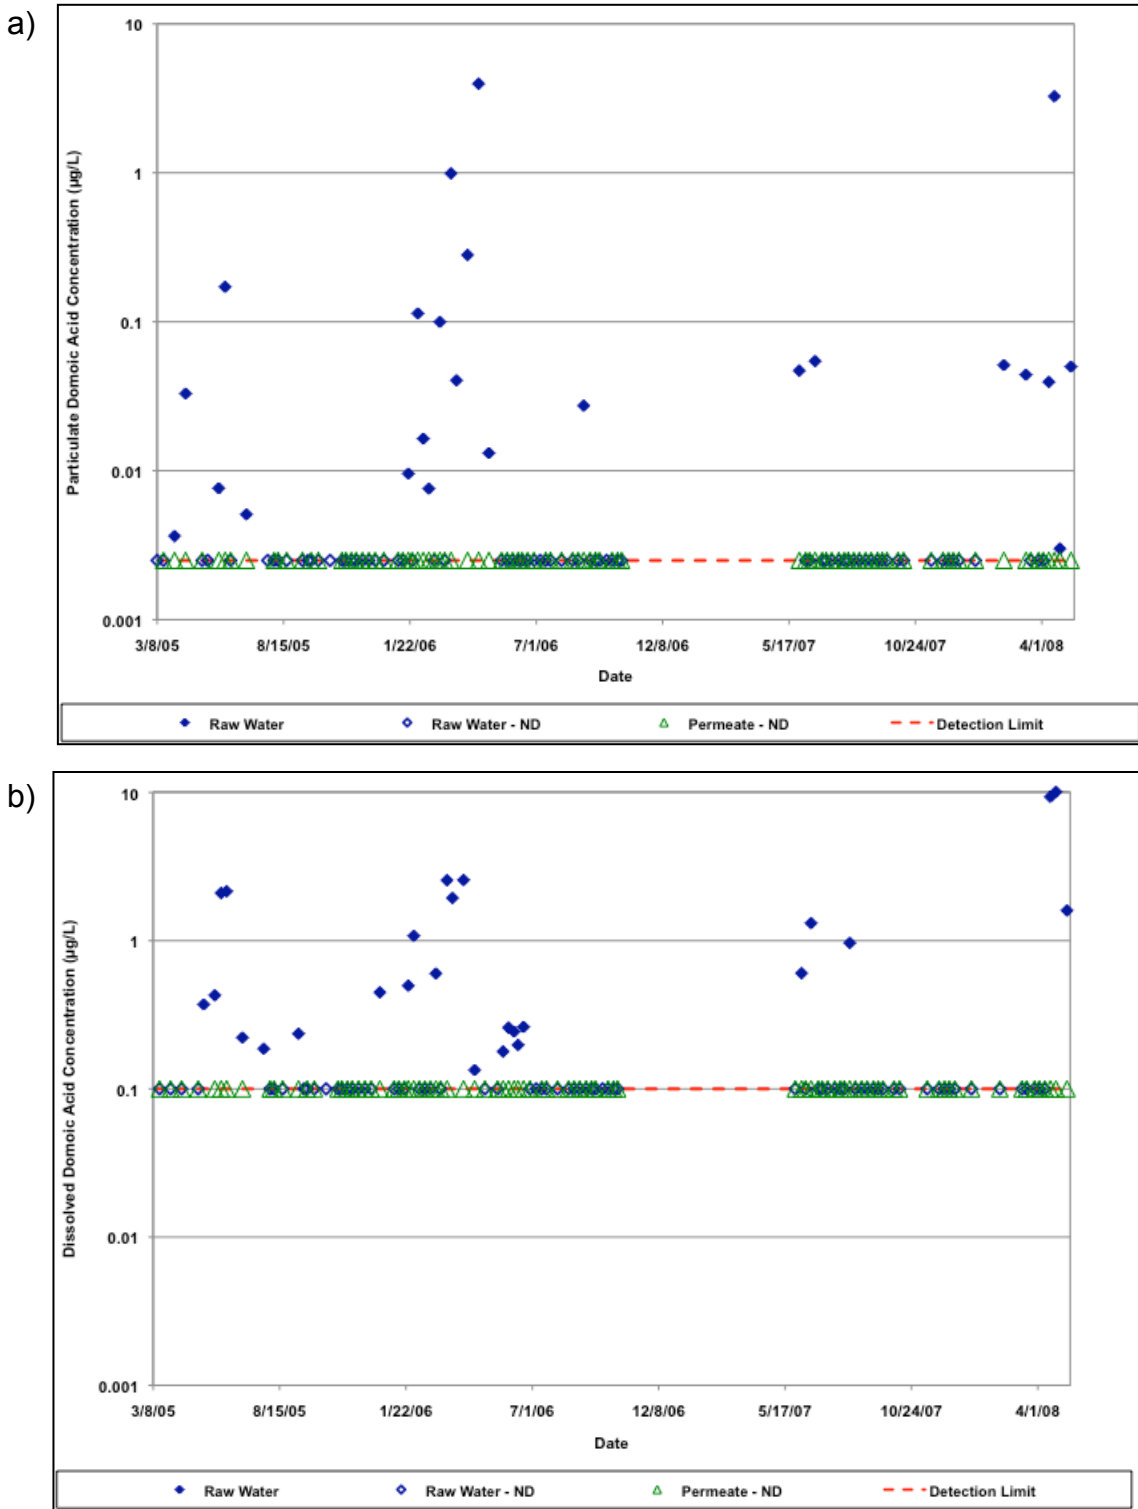 a)
Particulate Domoic Acid Concentration (µg/L)
10
1
0.1
0.01
0.001
3/8/05 8/15/05 1/22/06 7/1/06 12/8/06 5/17/07 10/24/07 4/1/08
Date
Raw Water Raw Water - ND Permeate - ND Detection Limit
b)
Dissolved Domoic Acid Concentration (µg/L)
10
1
0.1
0.01
0.001
3/8/05 8/15/05 1/22/06 7/1/06 12/8/06 5/17/07 10/24/07 4/1/08
Date
Raw Water Raw Water - ND Permeate - ND Detection Limit